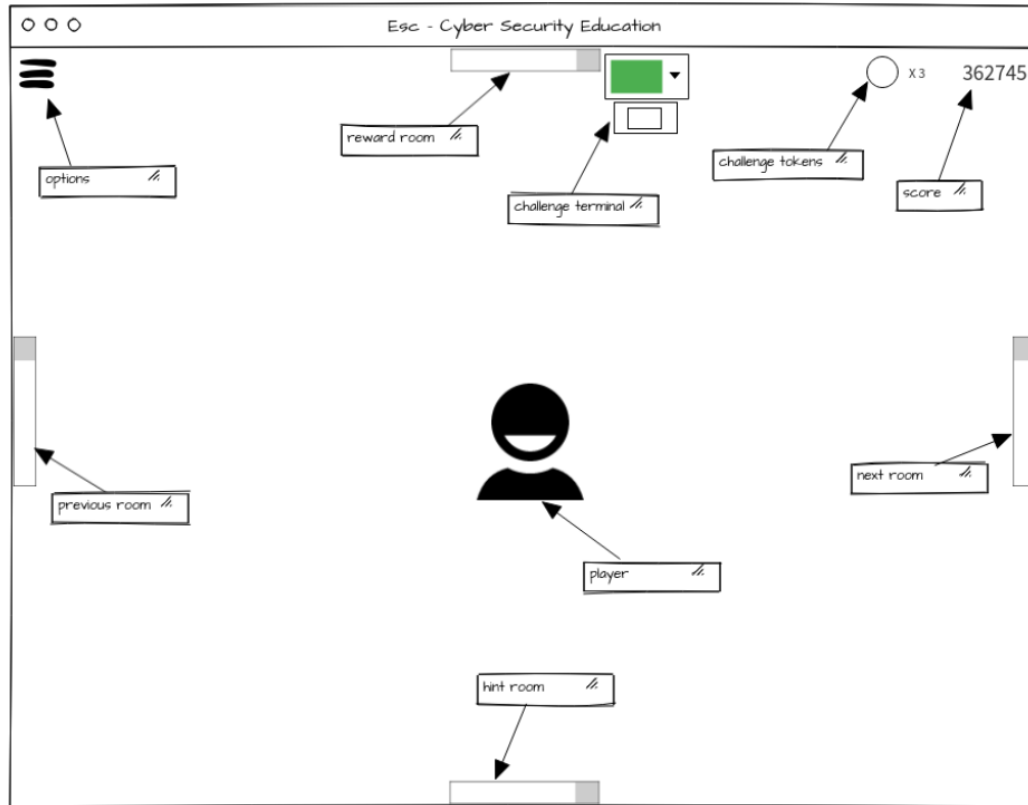 Esc - Cyber Security Education
X 3
362745
reward room
challenge tokens
options
score
challenge terminal
next room
previous room
player
hint room